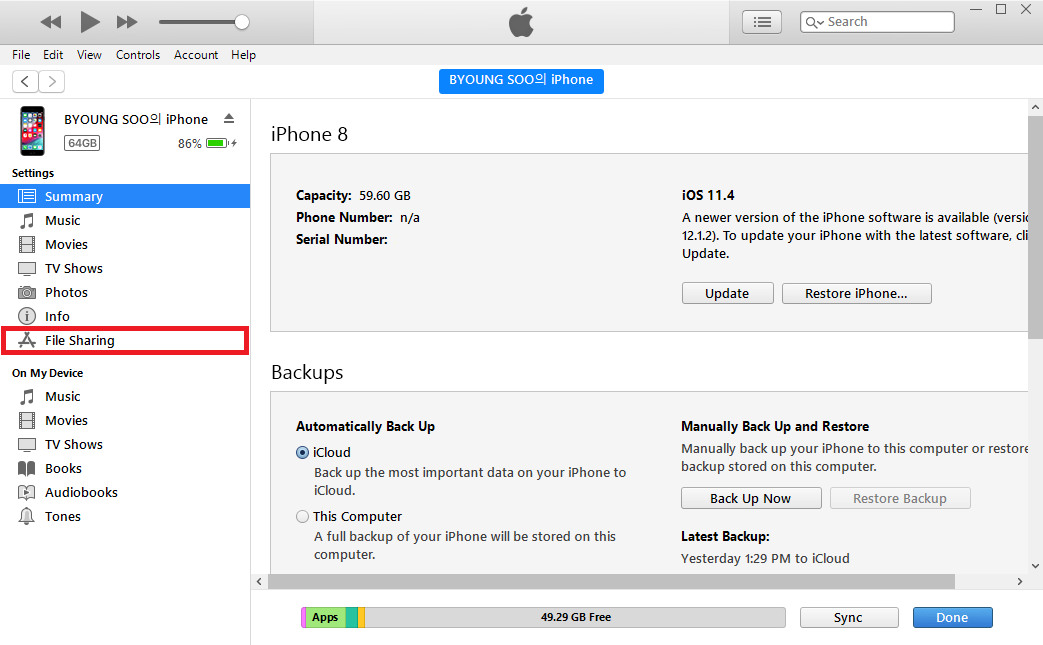 Search
File Edit View Controls Account Help
BYOUNG SOO의 iPhone
BYOUNG SOO의 iPhone
64GB 86%
Settings
Summary
Music
Movies
TV Shows
Photos
Info
File Sharing
On My Device
Music
Movies
TV Shows
Books
Audiobooks
Tones
iPhone 8
Capacity: 59.60 GB
Phone Number: n/a
Serial Number:
iOS 11.4
A newer version of the iPhone software is available (versio
12.1.2). To update your iPhone with the latest software, cli
Update.
Update Restore iPhone...
Backups
Automatically Back Up
iCloud
Back up the most important data on your iPhone to
iCloud.
This Computer
A full backup of your iPhone will be stored on this
computer.
Manually Back Up and Restore
Manually back up your iPhone to this computer or restore
backup stored on this computer.
Back Up Now Restore Backup
Latest Backup:
Yesterday 1:29 PM to iCloud
Apps 49.29 GB Free Sync Done